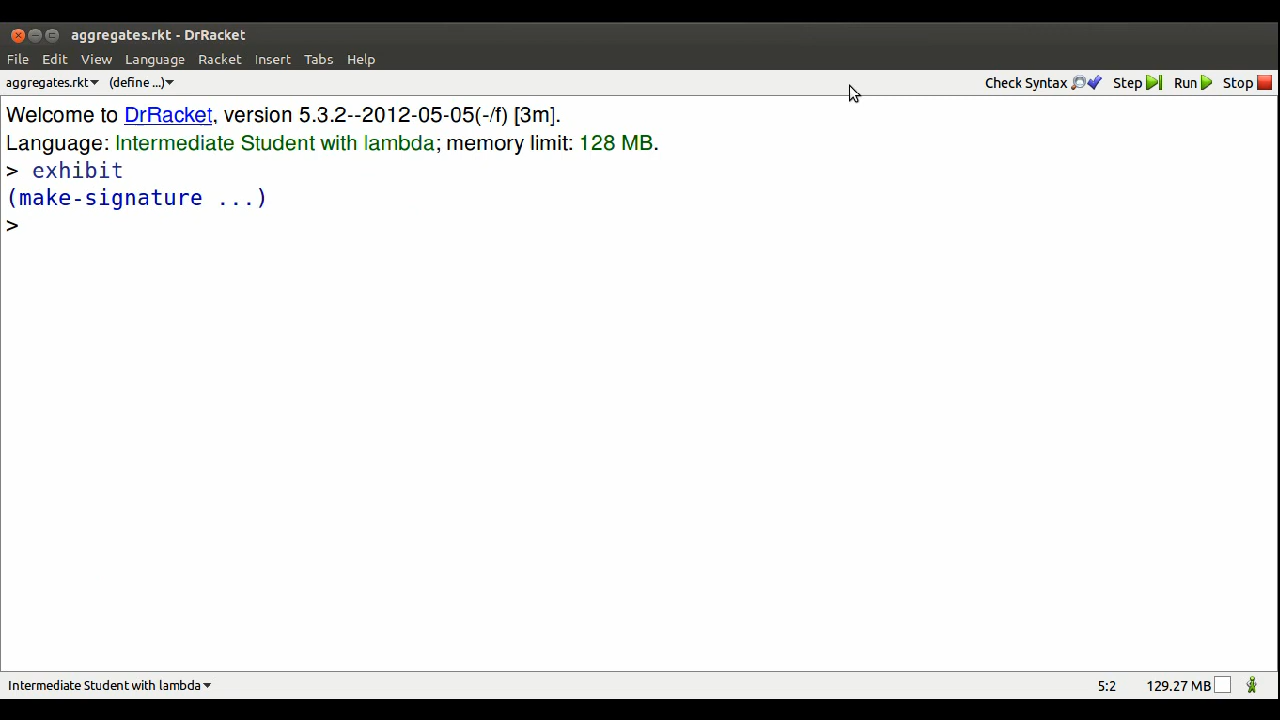 aggregates.rkt - DrRacket
File Edit View Language Racket Insert Tabs Help
aggregates.rkt (define ...) Check Syntax Step Run Stop
Welcome to DrRacket, version 5.3.2--2012-05-05(-/f) [3m].
Language: Intermediate Student with lambda; memory limit: 128 MB.
> exhibit
(make-signature ...)
>
Intermediate Student with lambda 5:2 129.27 MB